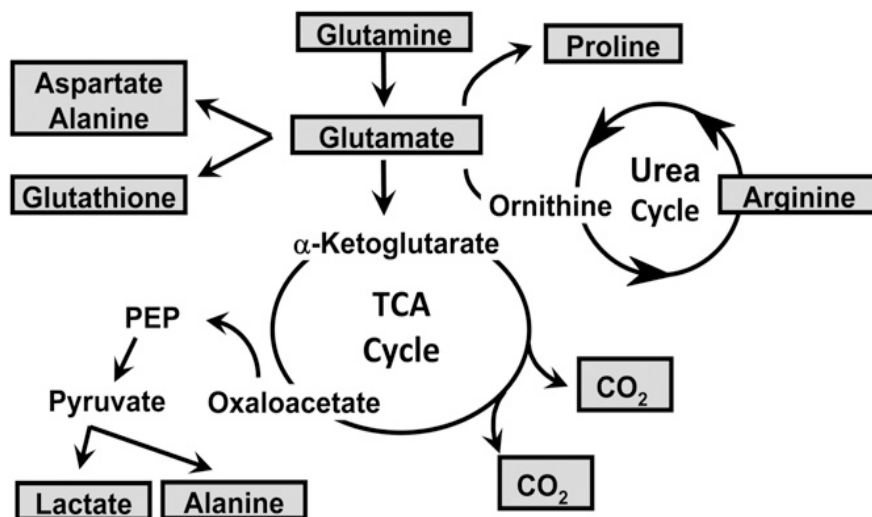 Glutamine
Proline
Aspartate
Alanine
Glutamate
Glutathione
Urea
Cycle
Ornithine
Arginine
α-Ketoglutarate
TCA
Cycle
PEP
Pyruvate
Oxaloacetate
CO₂
CO₂
Lactate
Alanine